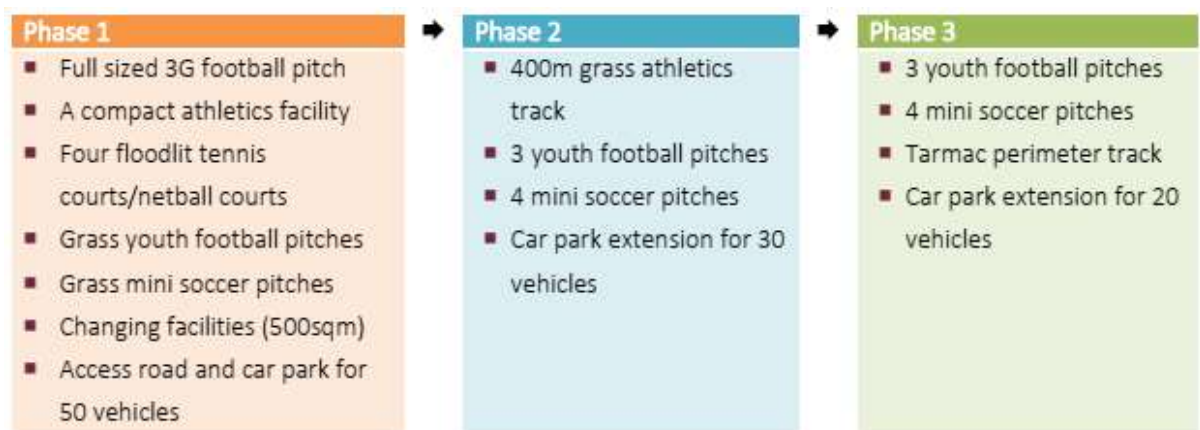 Phase 1
▪ Full sized 3G football pitch
▪ A compact athletics facility
▪ Four floodlit tennis
courts/netball courts
▪ Grass youth football pitches
▪ Grass mini soccer pitches
▪ Changing facilities (500sqm)
▪ Access road and car park for
50 vehicles
Phase 2
▪ 400m grass athletics
track
▪ 3 youth football pitches
▪ 4 mini soccer pitches
▪ Car park extension for 30
vehicles
Phase 3
▪ 3 youth football pitches
▪ 4 mini soccer pitches
▪ Tarmac perimeter track
▪ Car park extension for 20
vehicles